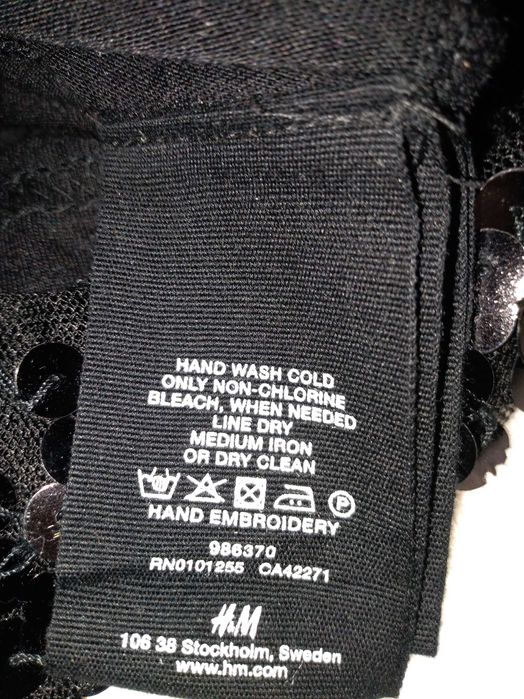 HAND WASH COLD
ONLY NON-CHLORINE
BLEACH, WHEN NEEDED
LINE DRY
MEDIUM IRON
OR DRY CLEAN
P
HAND EMBROIDERY
986370
RN0101255 CA42271
H&M
106 38 Stockholm, Sweden
www.hm.com